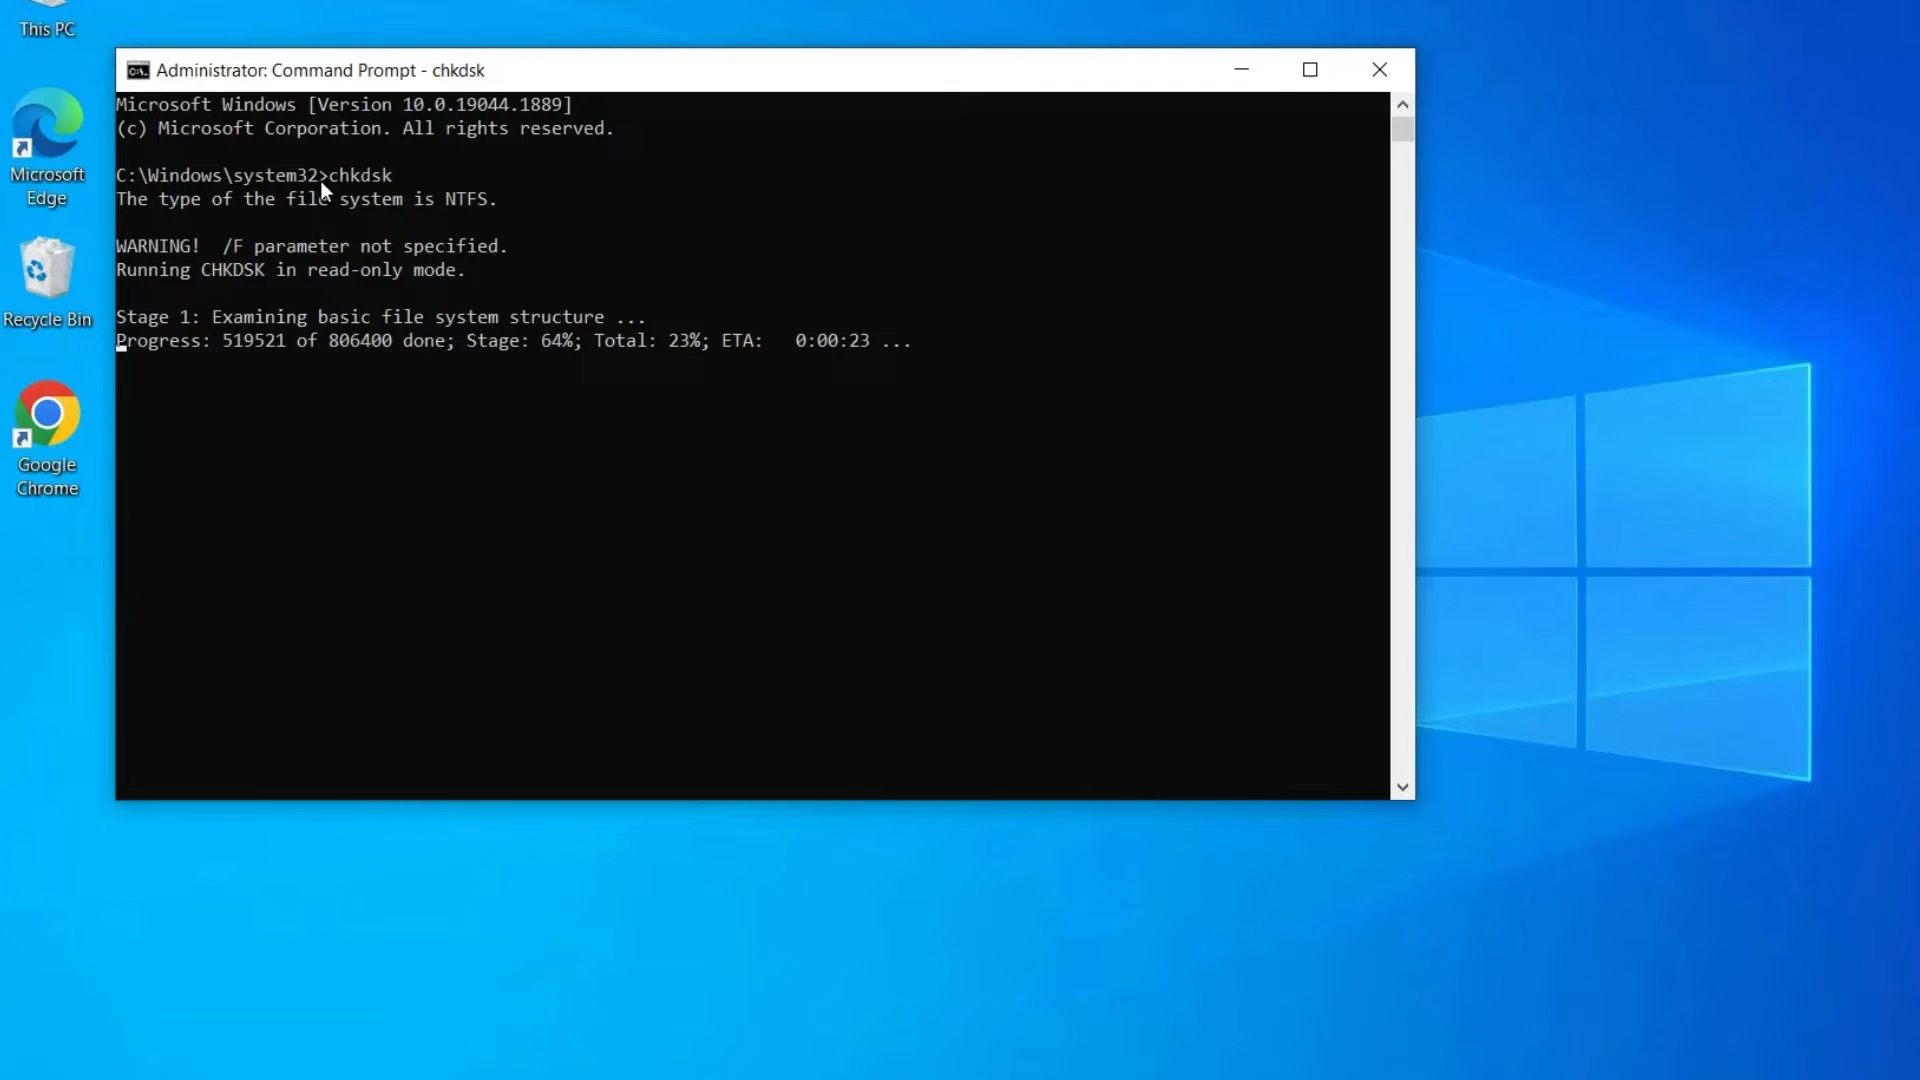 This PC
Administrator: Command Prompt - chkdsk
Microsoft Windows [Version 10.0.19044.1889]
(c) Microsoft Corporation. All rights reserved.
C:\Windows\system32>chkdsk
The type of the file system is NTFS.
WARNING!  /F parameter not specified.
Running CHKDSK in read-only mode.
Stage 1: Examining basic file system structure ...
Progress: 519521 of 806400 done; Stage: 64%; Total: 23%; ETA:   0:00:23 ...
Microsoft
Edge
Recycle Bin
Google
Chrome